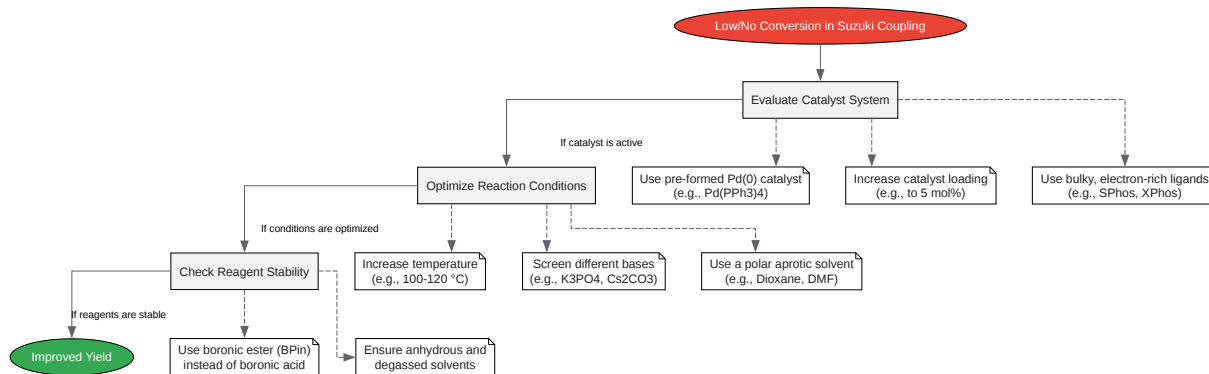 Low/No Conversion in Suzuki Coupling
Evaluate Catalyst System
If catalyst is active
Use pre-formed Pd(0) catalyst
(e.g., Pd(PPh3)4)
Increase catalyst loading
(e.g., to 5 mol%)
Use bulky, electron-rich ligands
(e.g., SPhos, XPhos)
Optimize Reaction Conditions
If conditions are optimized
Increase temperature
(e.g., 100-120 °C)
Screen different bases
(e.g., K3PO4, Cs2CO3)
Use a polar aprotic solvent
(e.g., Dioxane, DMF)
Check Reagent Stability
If reagents are stable
Improved Yield
Use boronic ester (BPin)
instead of boronic acid
Ensure anhydrous and
degassed solvents